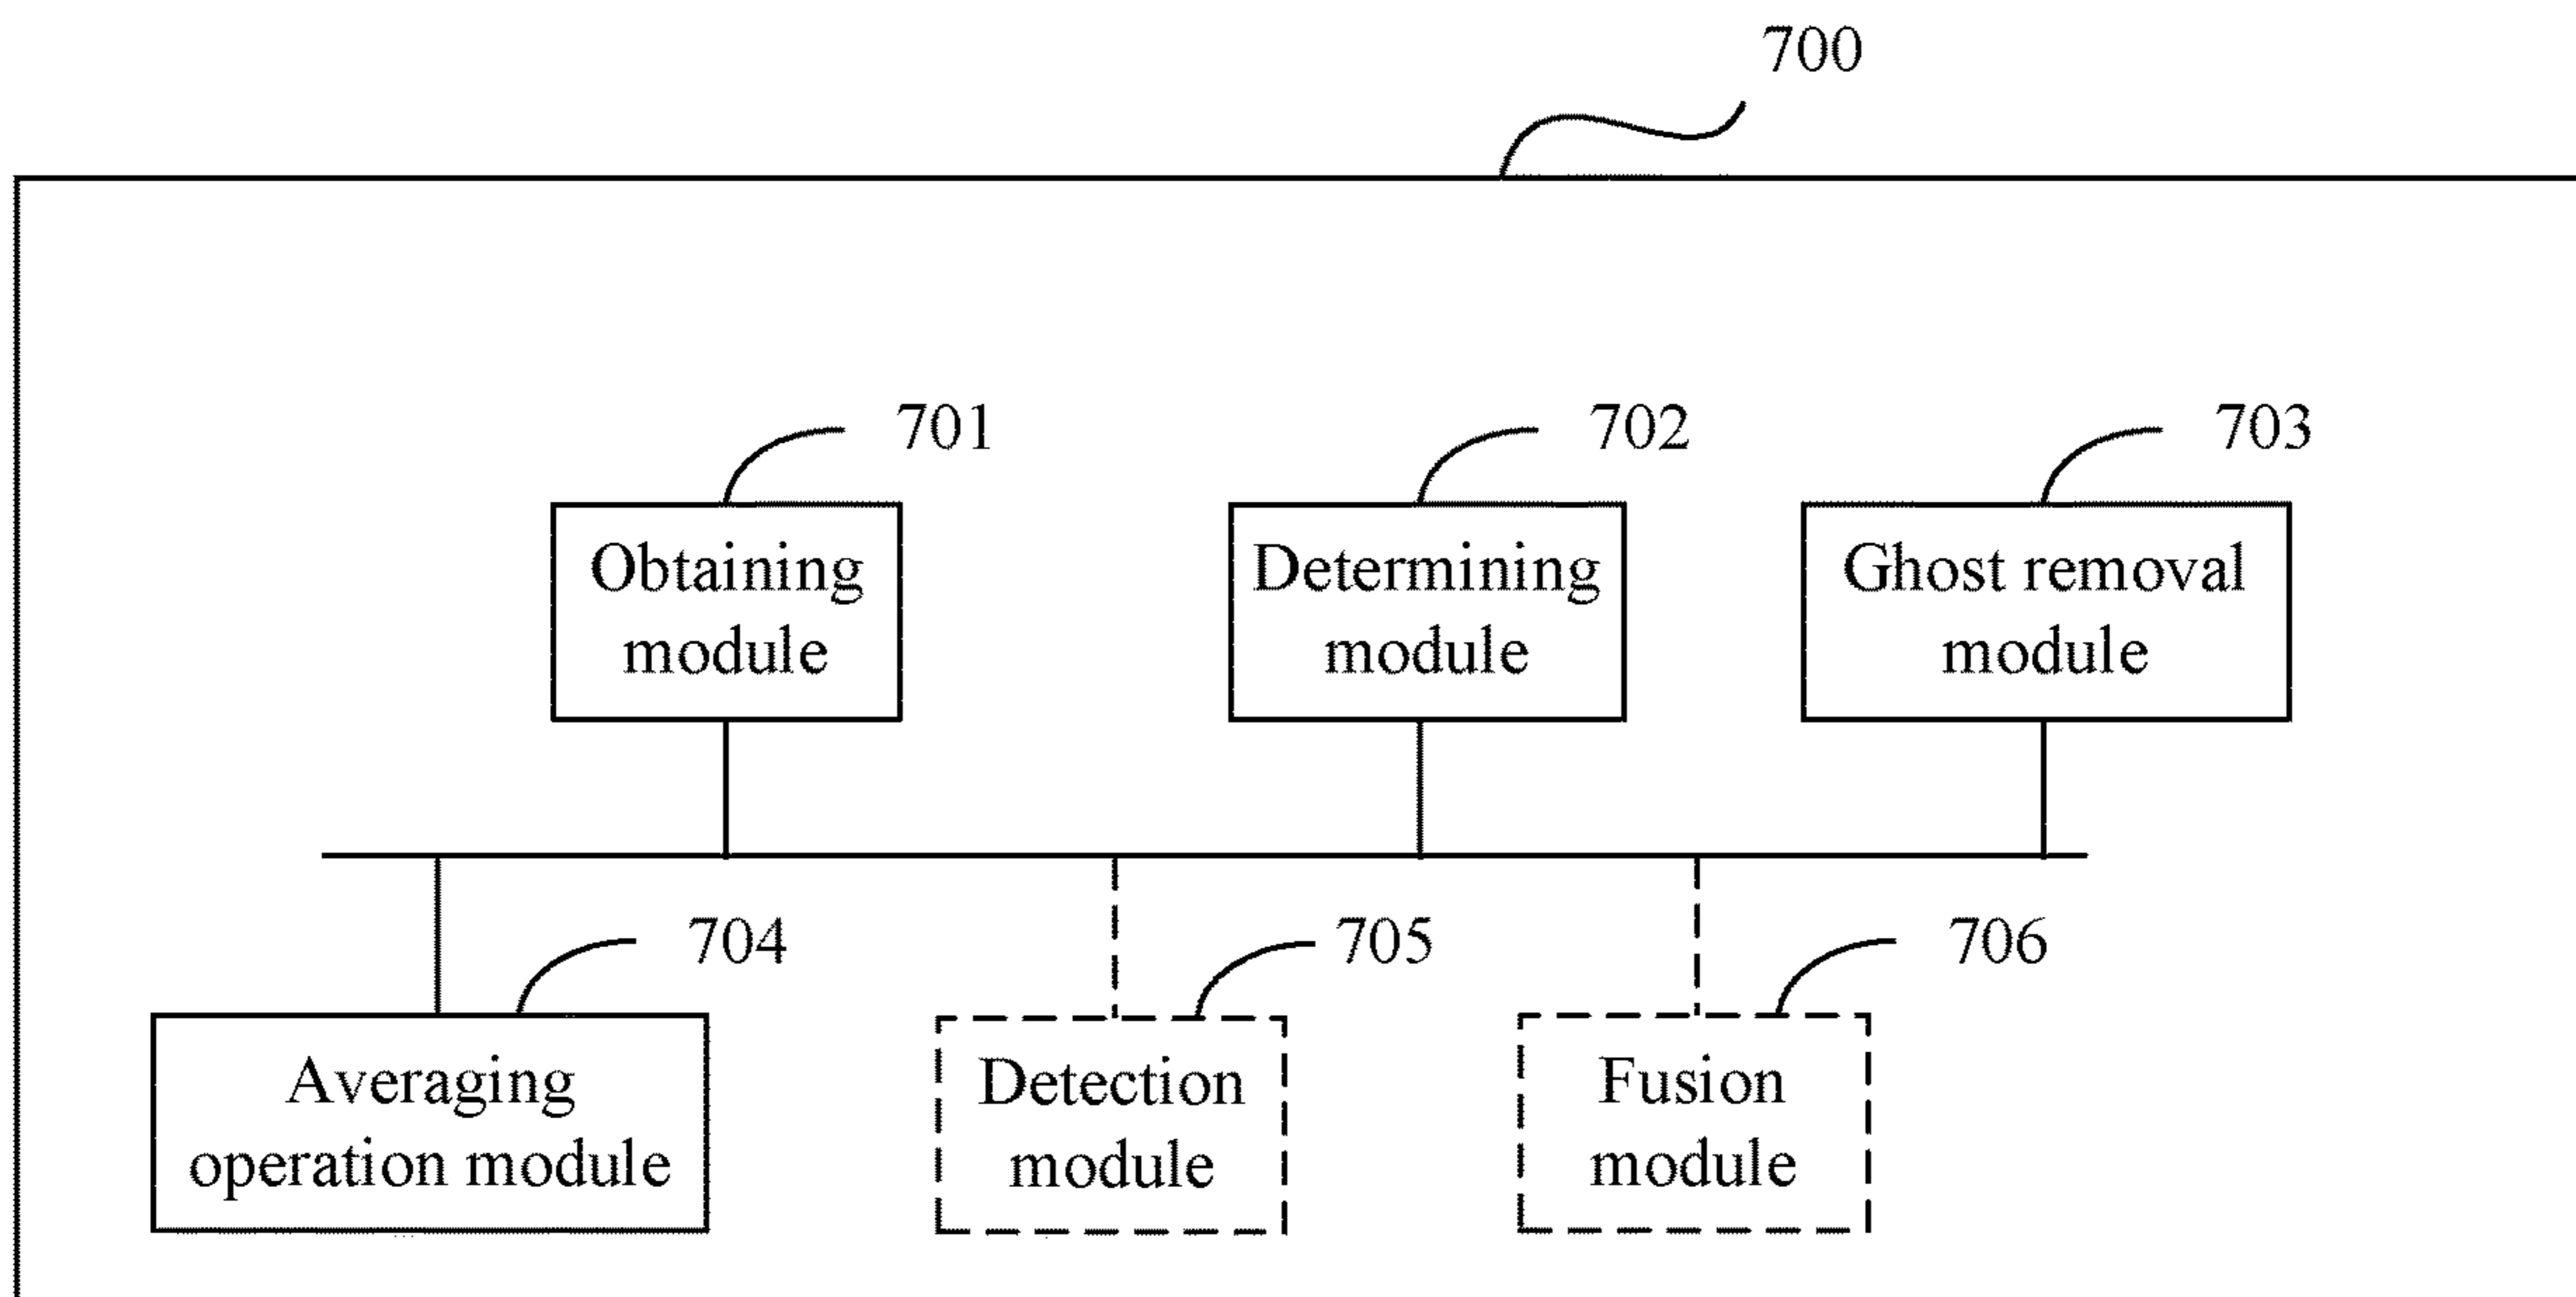 700
701
702
703
Obtaining
module
Determining
module
Ghost removal
module
704
705
706
Averaging
operation module
Detection
module
Fusion
module